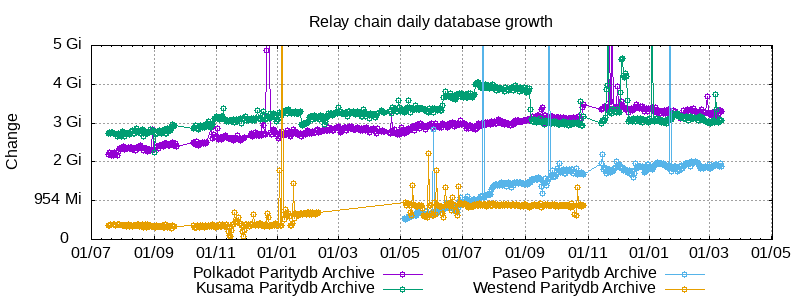 Relay chain daily database growth
5 Gi
4 Gi
3 Gi
2 Gi
954 Mi
0
Change
01/07 01/09 01/11 01/01 01/03 01/05 01/07 01/09 01/11 01/01 01/03 01/05
Polkadot Paritydb Archive Paseo Paritydb Archive
Kusama Paritydb Archive Westend Paritydb Archive